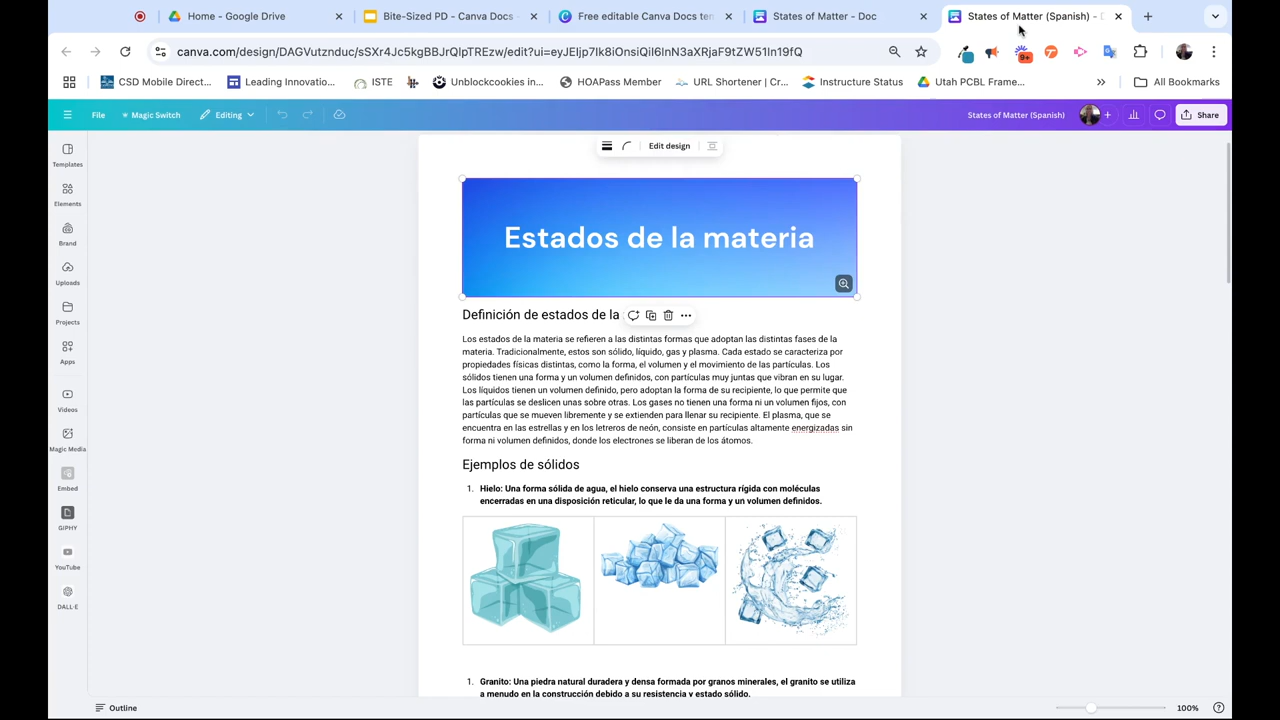 Home - Google Drive
Bite-Sized PD - Canva Docs -
Free editable Canva Docs ten
States of Matter - Doc
States of Matter (Spanish) - D
canva.com/design/DAGVutznduc/sSXr4Jc5kgBBJrQlpTREzw/edit?ui=eyJEIjp7Ik8iOnsiQiI6InN3aXRjaF9tZW51In19fQ
9+
CSD Mobile Direct...
Leading Innovation...
ISTE
Unblockcookies in...
HOAPass Member
URL Shortener | Cr...
Instructure Status
Utah PCBL Frame...
All Bookmarks
File
Magic Switch
Editing
States of Matter (Spanish)
Share
Templates
Elements
Brand
Uploads
Projects
Apps
Videos
Magic Media
Embed
GIPHY
YouTube
DALL·E
Edit design
Estados de la materia
Definición de estados de la
Los estados de la materia se refieren a las distintas formas que adoptan las distintas fases de la
materia. Tradicionalmente, estos son sólido, líquido, gas y plasma. Cada estado se caracteriza por
propiedades físicas distintas, como la forma, el volumen y el movimiento de las partículas. Los
sólidos tienen una forma y un volumen definidos, con partículas muy juntas que vibran en su lugar.
Los líquidos tienen un volumen definido, pero adoptan la forma de su recipiente, lo que permite que
las partículas se deslicen unas sobre otras. Los gases no tienen una forma ni un volumen fijos, con
partículas que se mueven libremente y se extienden para llenar su recipiente. El plasma, que se
encuentra en las estrellas y en los letreros de neón, consiste en partículas altamente energizadas sin
forma ni volumen definidos, donde los electrones se liberan de los átomos.
Ejemplos de sólidos
1. Hielo: Una forma sólida de agua, el hielo conserva una estructura rígida con moléculas
encerradas en una disposición reticular, lo que le da una forma y un volumen definidos.
1. Granito: Una piedra natural duradera y densa formada por granos minerales, el granito se utiliza
a menudo en la construcción debido a su resistencia y estado sólido.
Outline
100%